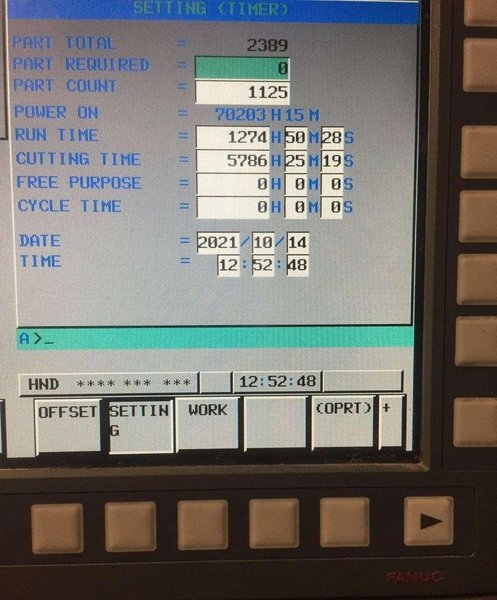 SETTING (TIMER)
PART TOTAL = 2389
PART REQUIRED = 0
PART COUNT = 1125
POWER ON = 70203 H 15 M
RUN TIME = 1274 H 50 M 28 S
CUTTING TIME = 5786 H 25 M 19 S
FREE PURPOSE = 0 H 0 M 0 S
CYCLE TIME = 0 H 0 M 0 S
DATE = 2021/10/14
TIME = 12:52:48
A>_
HND **** *** *** 12:52:48
OFFSET SETTIN G WORK (OPRT) +
FANUC